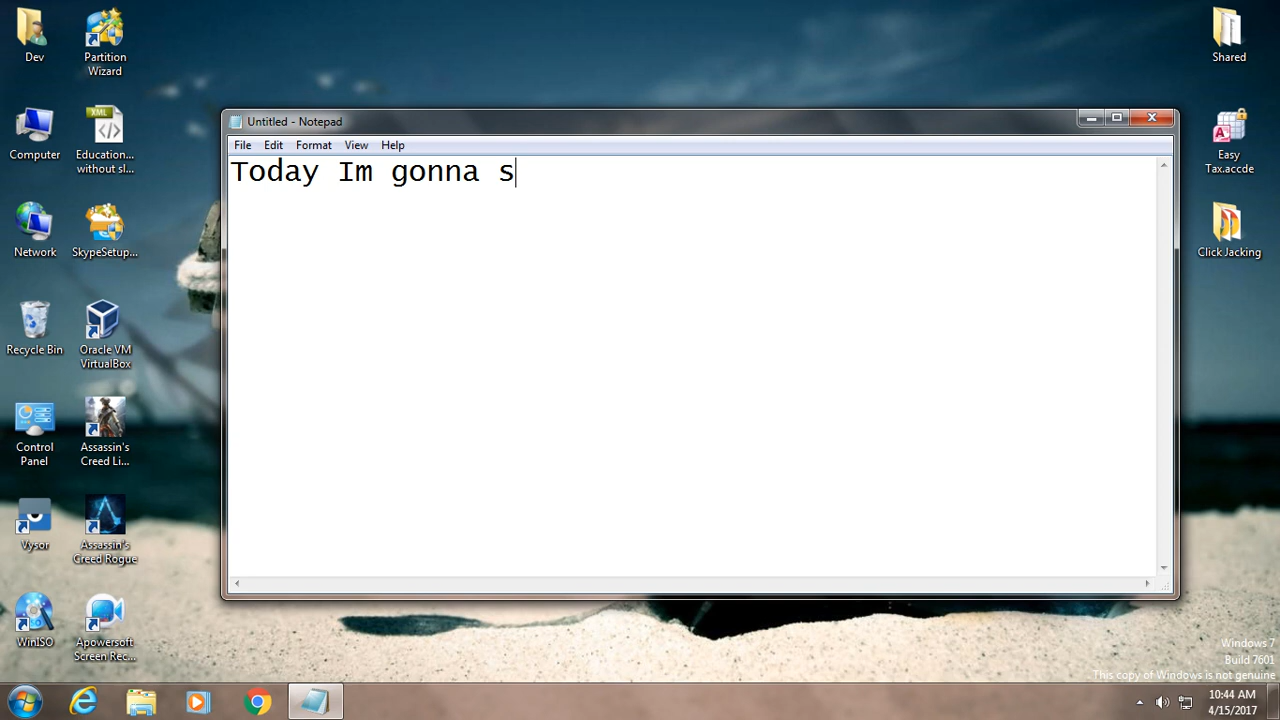 Dev
Partition
Wizard
Shared
Untitled - Notepad
File Edit Format View Help
Today Im gonna s
Computer
XML
Education...
without sl...
Easy
Tax.accde
Network
SkypeSetup...
Click Jacking
Recycle Bin
Oracle VM
VirtualBox
Control
Panel
Assassin's
Creed Li...
Vysor
Assassin's
Creed Rogue
WinISO
Apowersoft
Screen Rec...
Windows 7
Build 7601
This copy of Windows is not genuine
10:44 AM
4/15/2017